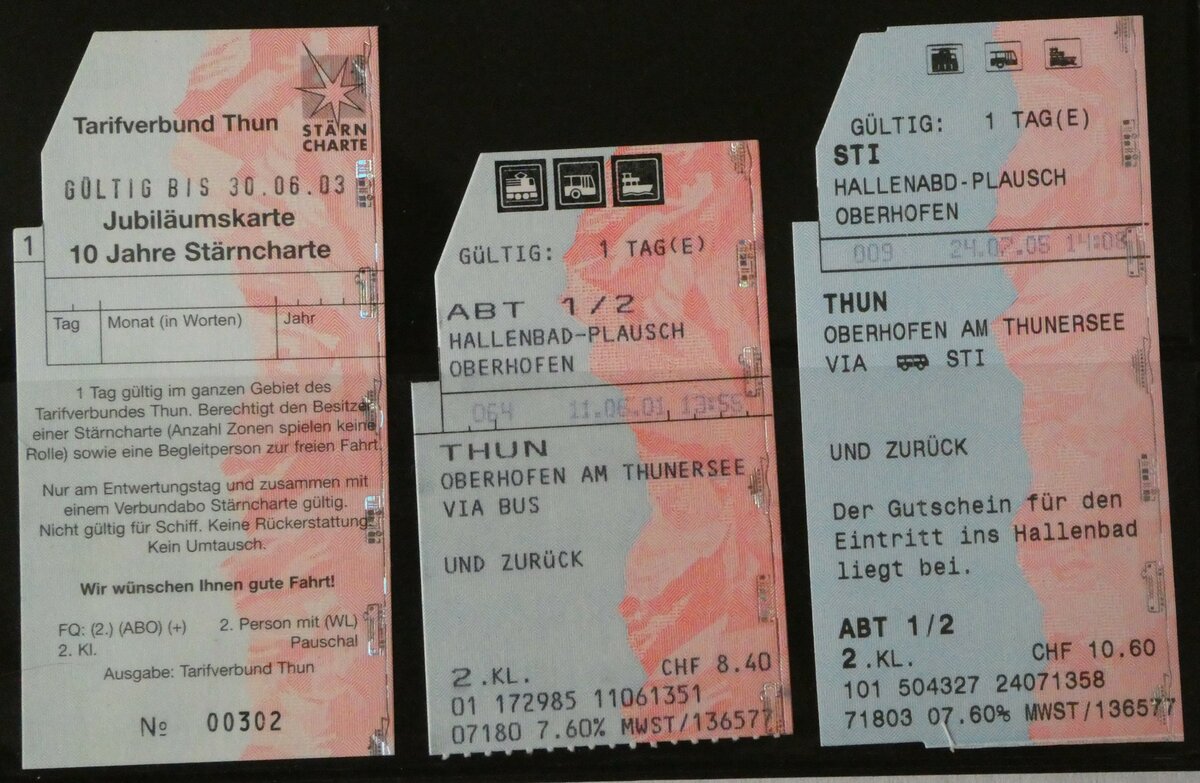 STÄRN
CHARTE
Tarifverbund Thun
GÜLTIG BIS 30.06.03
Jubiläumskarte
10 Jahre Stärncharte
1
Tag
Monat (in Worten)
Jahr
1 Tag gültig im ganzen Gebiet des
Tarifverbundes Thun. Berechtigt den Besitze
einer Stärncharte (Anzahl Zonen spielen keine
Rolle) sowie eine Begleitperson zur freien Fahrt.
Nur am Entwertungstag und zusammen mit
einem Verbundabo Stärncharte gültig.
Nicht gültig für Schiff. Keine Rückerstattung
Kein Umtausch.
Wir wünschen Ihnen gute Fahrt!
FQ: (2.) (ABO) (+)
2. Kl.
2. Person mit (WL)
Pauschal
Ausgabe: Tarifverbund Thun
No 00302
GÜLTIG: 1 TAG(E)
ABT 1/2
HALLENBAD-PLAUSCH
OBERHOFEN
064 11.06.01 13:55
THUN
OBERHOFEN AM THUNERSEE
VIA BUS
UND ZURÜCK
2.KL. CHF 8.40
01 172985 11061351
07180 7.60% MWST/136577
GÜLTIG: 1 TAG(E)
STI
HALLENABD-PLAUSCH
OBERHOFEN
009 24.07.05 14:08
THUN
OBERHOFEN AM THUNERSEE
VIA STI
UND ZURÜCK
Der Gutschein für den
Eintritt ins Hallenbad
liegt bei.
ABT 1/2
2.KL. CHF 10.60
101 504327 24071358
71803 07.60% MWST/136577